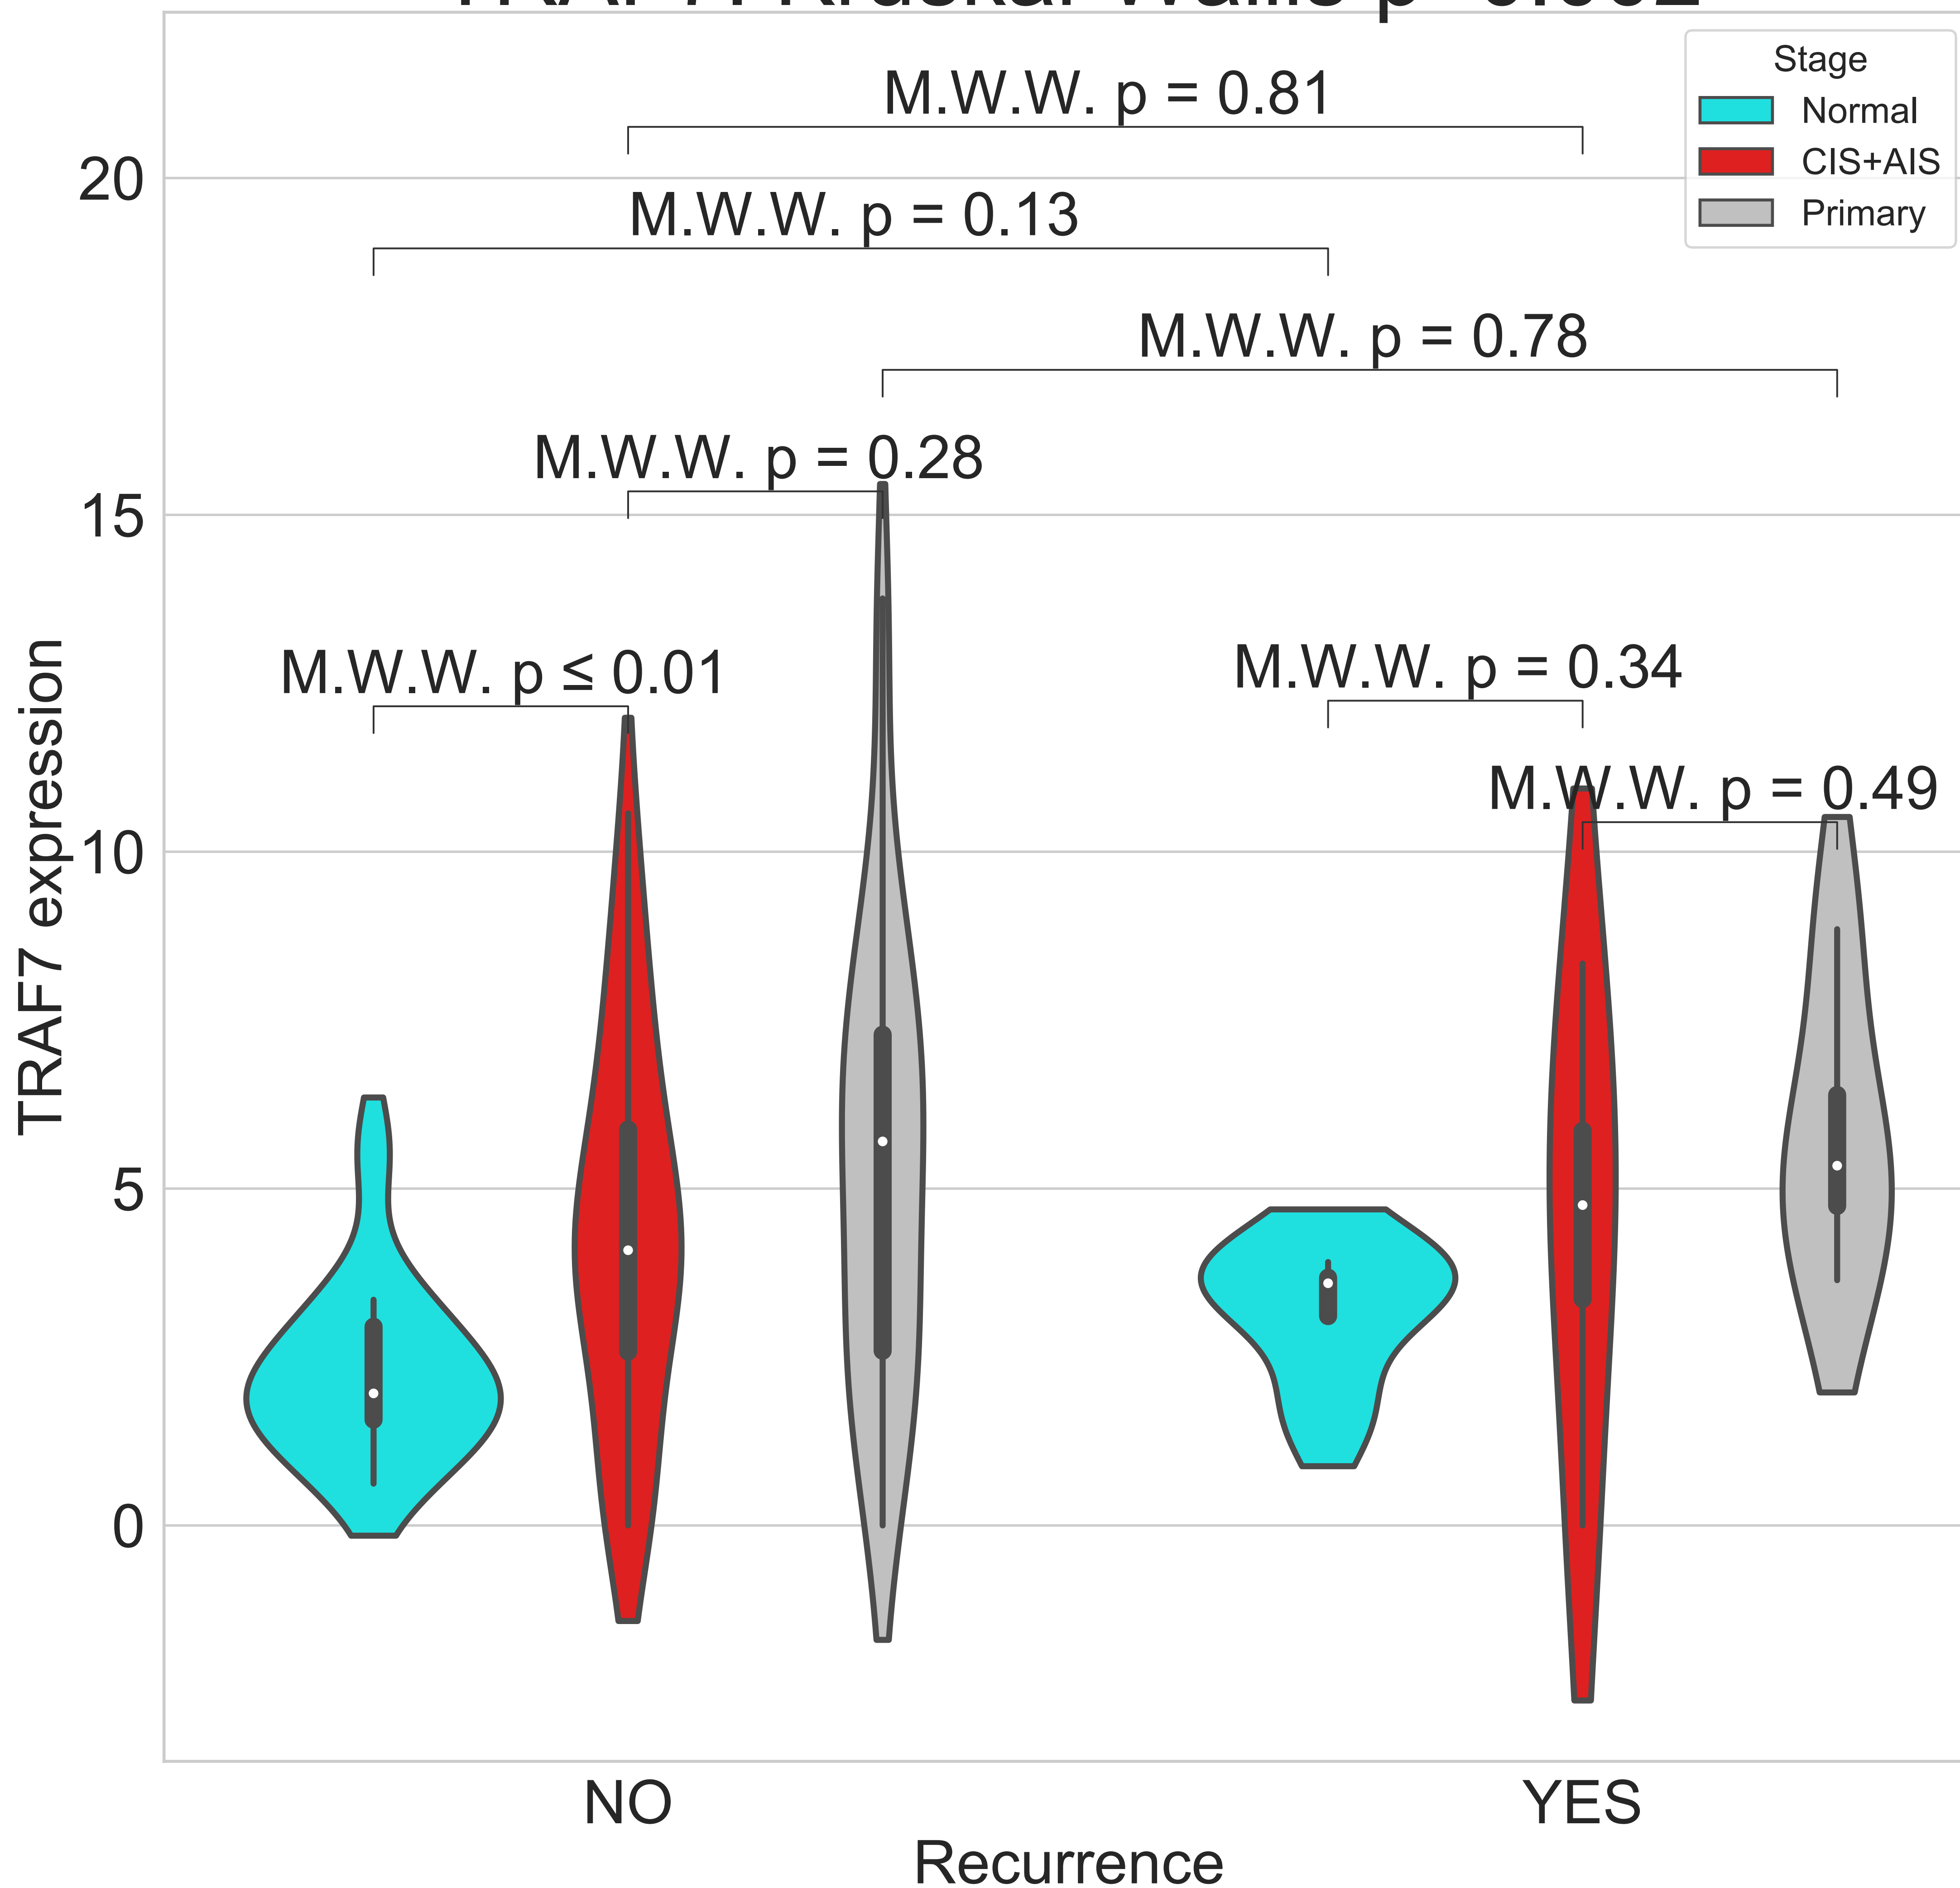 Stage
Normal
CIS+AIS
Primary
M.W.W. p = 0.81
20
M.W.W. p = 0.13
M.W.W. p = 0.78
M.W.W. p = 0.28
15
M.W.W. p ≤ 0.01
M.W.W. p = 0.34
M.W.W. p = 0.49
10
5
0
TRAF7 expression
NO
YES
Recurrence